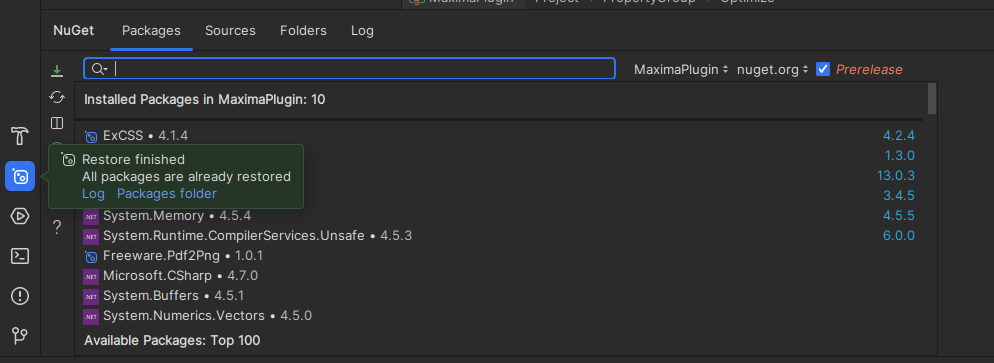 MaximaPlugin Project PropertyGroup Optimize
NuGet Packages Sources Folders Log
MaximaPlugin nuget.org Prerelease
Installed Packages in MaximaPlugin: 10
ExCSS • 4.1.4 4.2.4
1.3.0
Restore finished
All packages are already restored 13.0.3
Log Packages folder 3.4.5
System.Memory • 4.5.4 4.5.5
System.Runtime.CompilerServices.Unsafe • 4.5.3 6.0.0
Freeware.Pdf2Png • 1.0.1
.NET Microsoft.CSharp • 4.7.0
.NET System.Buffers • 4.5.1
.NET System.Numerics.Vectors • 4.5.0
Available Packages: Top 100